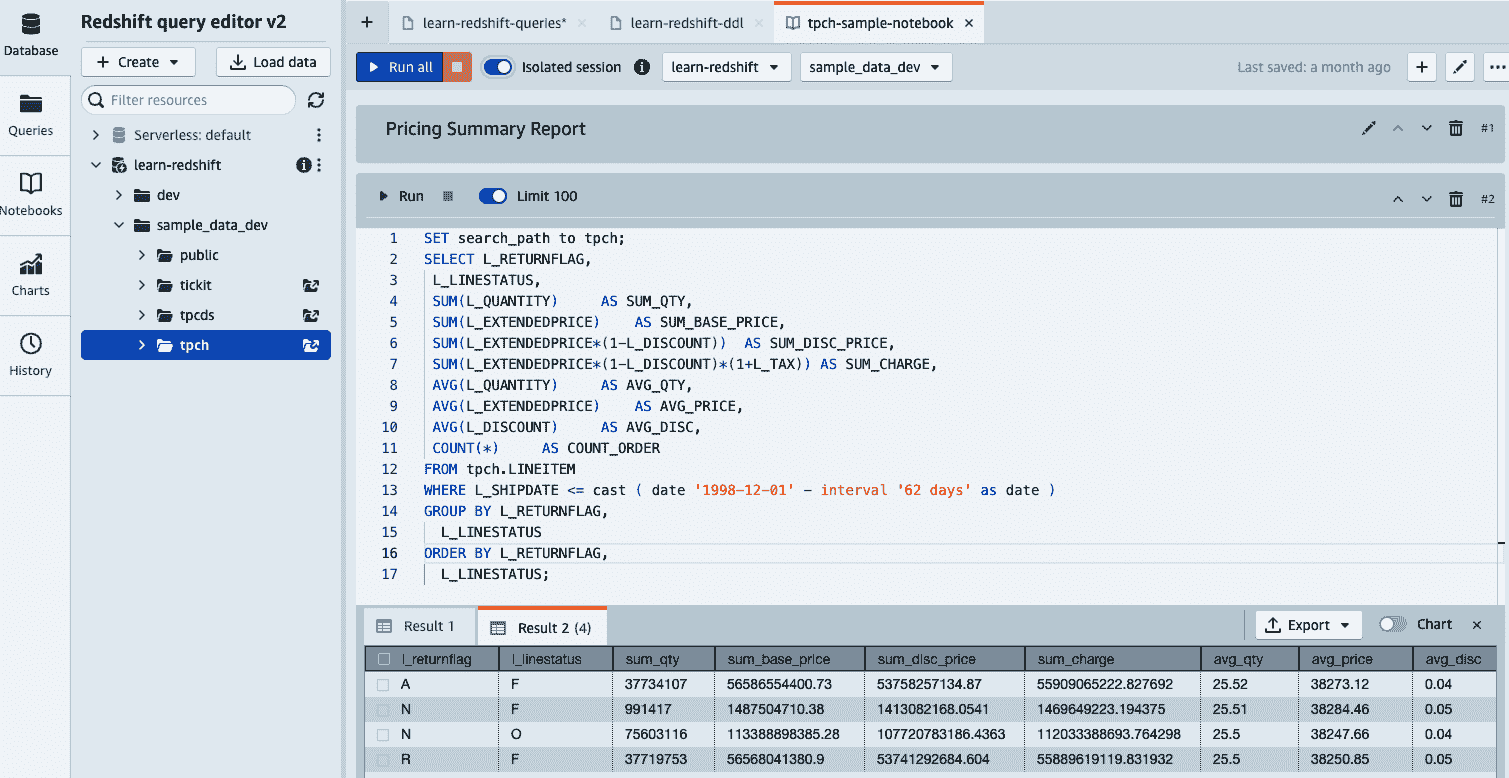 Redshift query editor v2
Database
Queries
Notebooks
Charts
History
Create
Load data
Filter resources
Serverless: default
learn-redshift
dev
sample_data_dev
public
tickit
tpcds
tpch
+ learn-redshift-queries* × learn-redshift-ddl × tpch-sample-notebook ×
Run all Isolated session learn-redshift sample_data_dev Last saved: a month ago + ...
Pricing Summary Report #1
Run Limit 100 #2
1 SET search_path to tpch;
2 SELECT L_RETURNFLAG,
3 L_LINESTATUS,
4 SUM(L_QUANTITY) AS SUM_QTY,
5 SUM(L_EXTENDEDPRICE) AS SUM_BASE_PRICE,
6 SUM(L_EXTENDEDPRICE*(1-L_DISCOUNT)) AS SUM_DISC_PRICE,
7 SUM(L_EXTENDEDPRICE*(1-L_DISCOUNT)*(1+L_TAX)) AS SUM_CHARGE,
8 AVG(L_QUANTITY) AS AVG_QTY,
9 AVG(L_EXTENDEDPRICE) AS AVG_PRICE,
10 AVG(L_DISCOUNT) AS AVG_DISC,
11 COUNT(*) AS COUNT_ORDER
12 FROM tpch.LINEITEM
13 WHERE L_SHIPDATE <= cast ( date '1998-12-01' - interval '62 days' as date )
14 GROUP BY L_RETURNFLAG,
15 L_LINESTATUS
16 ORDER BY L_RETURNFLAG,
17 L_LINESTATUS;
Result 1 Result 2 (4) Export Chart ×
l_returnflag l_linestatus sum_qty sum_base_price sum_disc_price sum_charge avg_qty avg_price avg_disc
A F 37734107 56586554400.73 53758257134.87 55909065222.827692 25.52 38273.12 0.04
N F 991417 1487504710.38 1413082168.0541 1469649223.194375 25.51 38284.46 0.05
N O 75603116 113388898385.28 107720783186.4363 112033388693.764298 25.5 38247.66 0.04
R F 37719753 56568041380.9 53741292684.604 55889619119.831932 25.5 38250.85 0.05